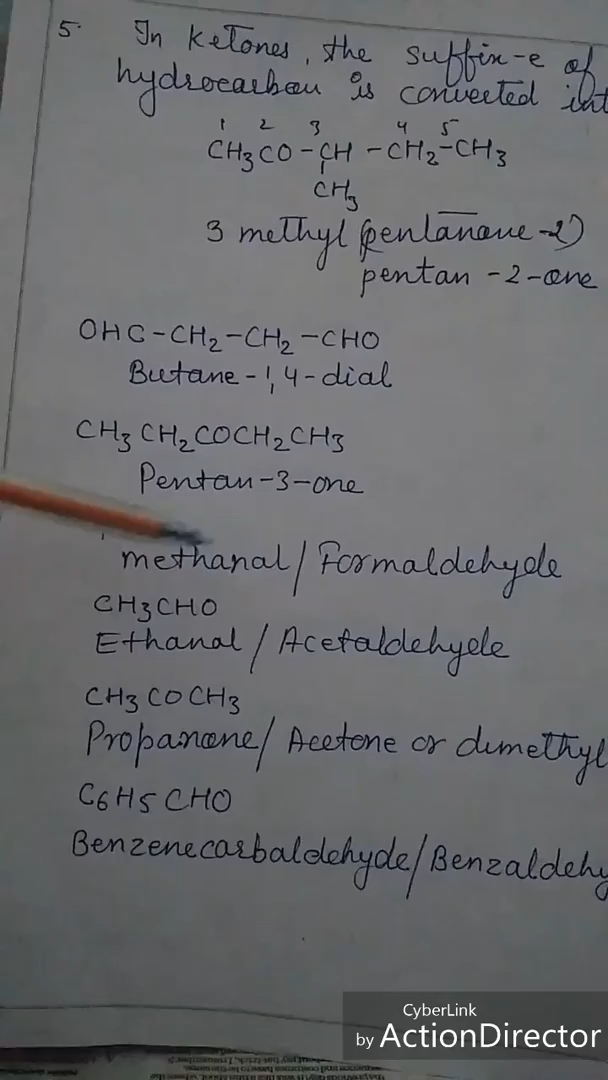 5. In Ketones, the suffix-e of
hydrocarbon is converted int
1 2 3 4 5
CH3CO-CH-CH2-CH3
CH3
3 methyl (pentanone-2)
pentan-2-one
OHC-CH2-CH2-CHO
Butane-1,4-dial
CH3CH2COCH2CH3
Pentan-3-one
methanal/Formaldehyde
CH3CHO
Ethanal/Acetaldehyde
CH3COCH3
Propanone/Acetone or dimethyl
C6H5CHO
Benzenecarbaldehyde/Benzaldehy
CyberLink
by ActionDirector